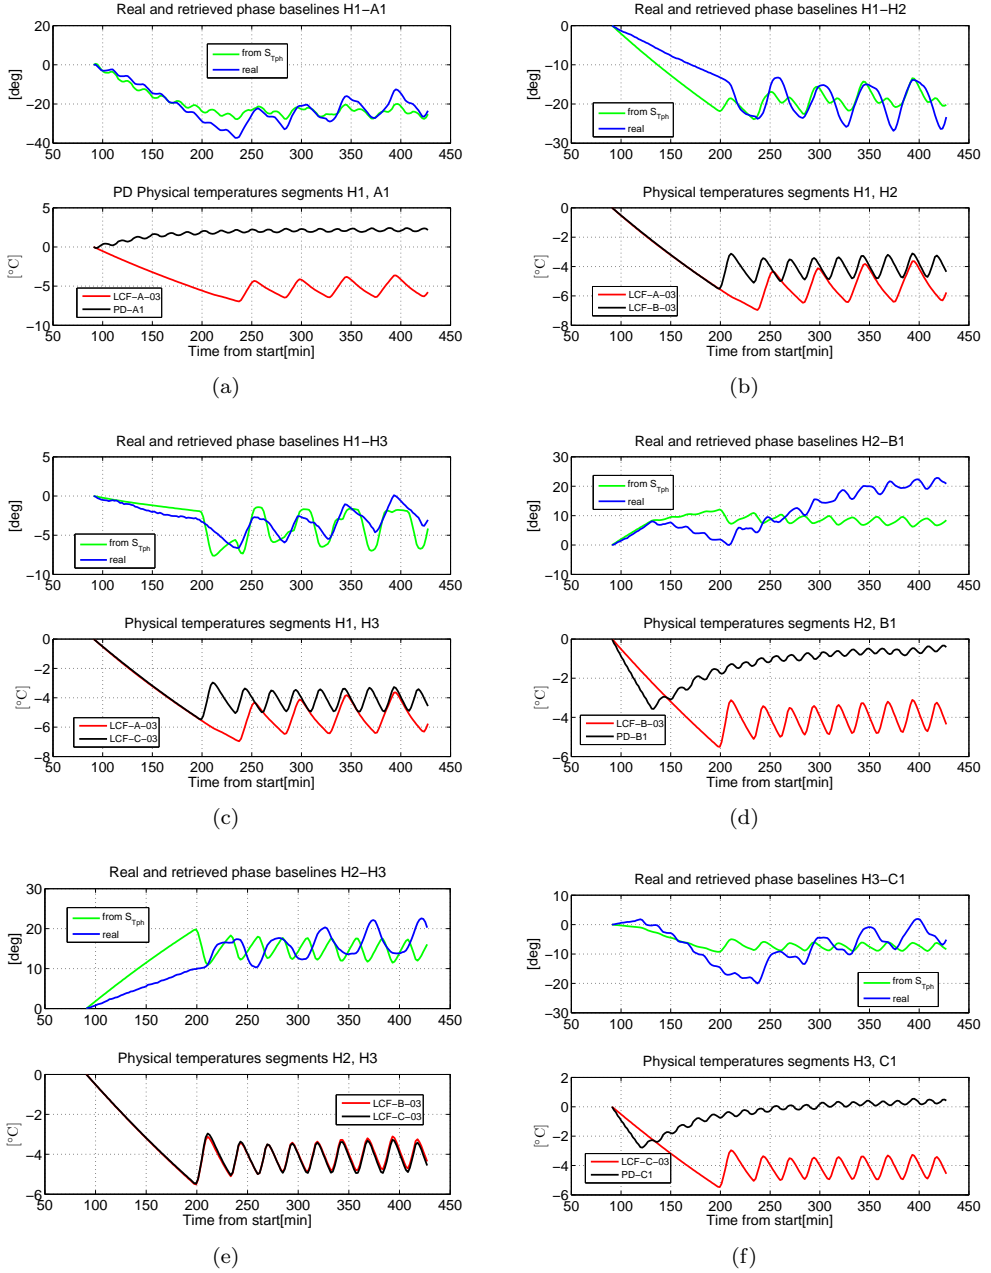 Real and retrieved phase baselines H1−A1
20
0
−20
−40
[deg]
from S_Tph
real
50 100 150 200 250 300 350 400 450
PD Physical temperatures segments H1, A1
5
0
−5
−10
[°C]
LCF−A−03
PD−A1
50 100 150 200 250 300 350 400 450
Time from start[min]
(a)
Real and retrieved phase baselines H1−H2
0
−10
−20
−30
[deg]
from S_Tph
real
50 100 150 200 250 300 350 400 450
Physical temperatures segments H1, H2
0
−2
−4
−6
−8
[°C]
LCF−A−03
LCF−B−03
50 100 150 200 250 300 350 400 450
Time from start[min]
(b)
Real and retrieved phase baselines H1−H3
5
0
−5
−10
[deg]
from S_Tph
real
50 100 150 200 250 300 350 400 450
Physical temperatures segments H1, H3
0
−2
−4
−6
−8
[°C]
LCF−A−03
LCF−C−03
50 100 150 200 250 300 350 400 450
Time from start[min]
(c)
Real and retrieved phase baselines H2−B1
30
20
10
0
−10
[deg]
from S_Tph
real
50 100 150 200 250 300 350 400 450
Physical temperatures segments H2, B1
0
−2
−4
−6
[°C]
LCF−B−03
PD−B1
50 100 150 200 250 300 350 400 450
Time from start[min]
(d)
Real and retrieved phase baselines H2−H3
30
20
10
0
[deg]
from S_Tph
real
50 100 150 200 250 300 350 400 450
Physical temperatures segments H2, H3
0
−2
−4
−6
[°C]
LCF−B−03
LCF−C−03
50 100 150 200 250 300 350 400 450
Time from start[min]
(e)
Real and retrieved phase baselines H3−C1
10
0
−10
−20
−30
[deg]
from S_Tph
real
50 100 150 200 250 300 350 400 450
Physical temperatures segments H3, C1
2
0
−2
−4
−6
[°C]
LCF−C−03
PD−C1
50 100 150 200 250 300 350 400 450
Time from start[min]
(f)